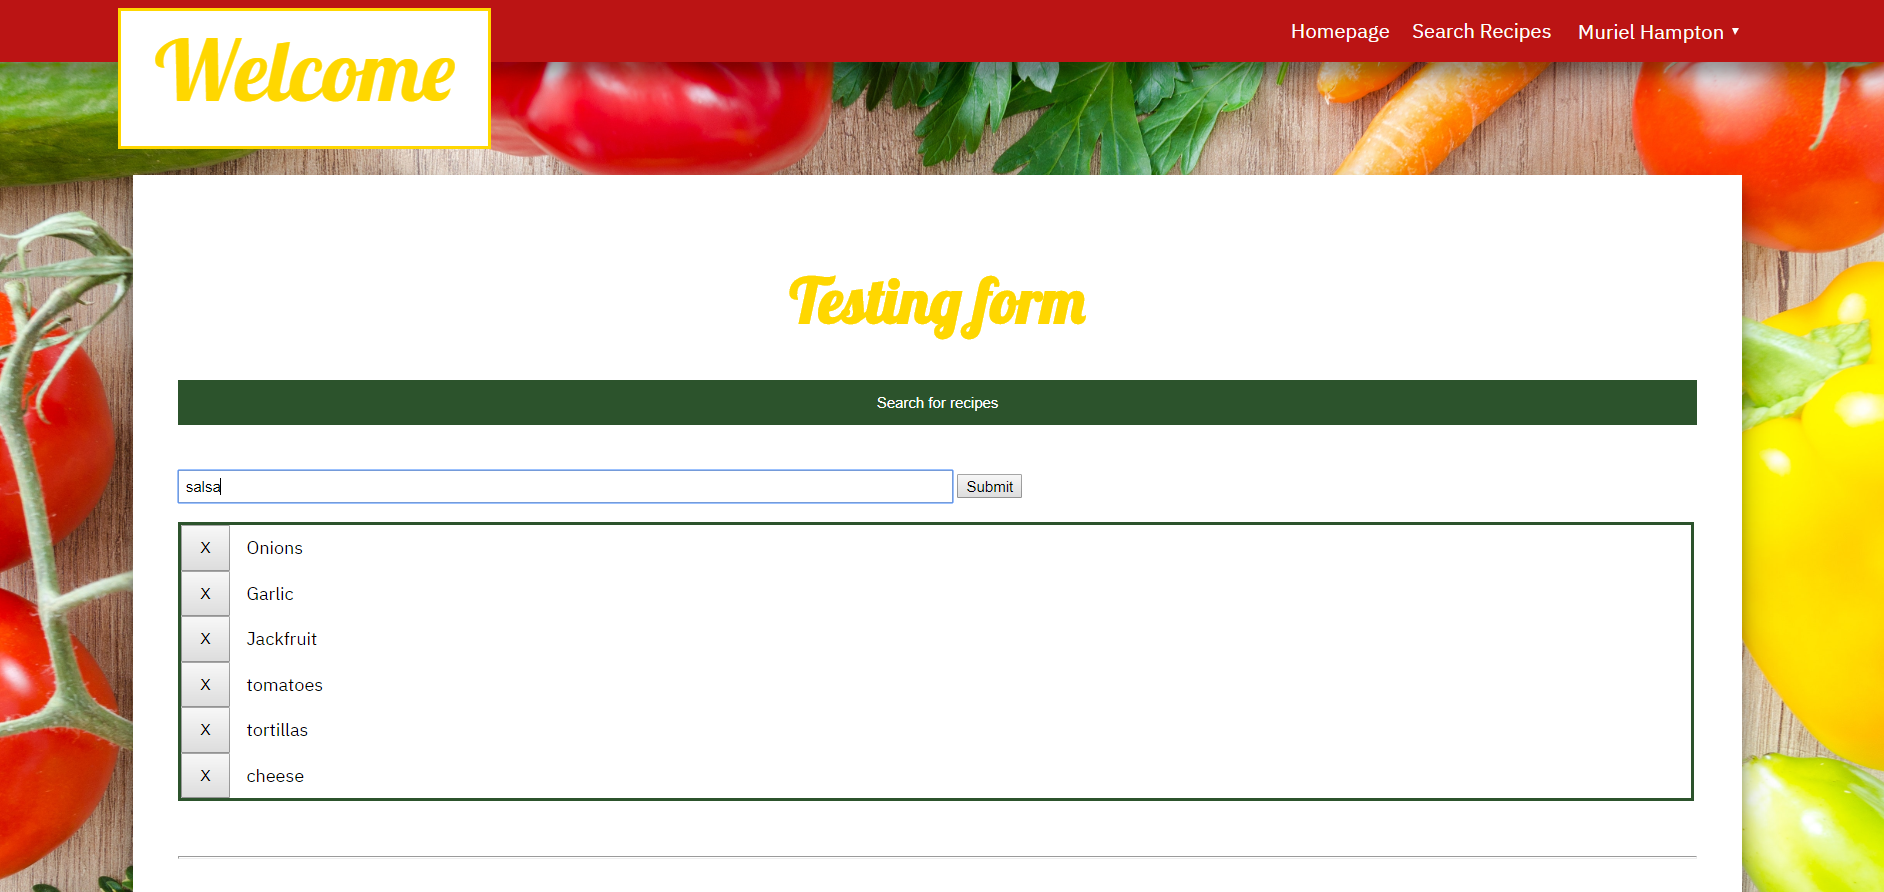 Welcome
Homepage Search Recipes Muriel Hampton ▼
Testing form
Search for recipes
salsa Submit
X Onions
X Garlic
X Jackfruit
X tomatoes
X tortillas
X cheese